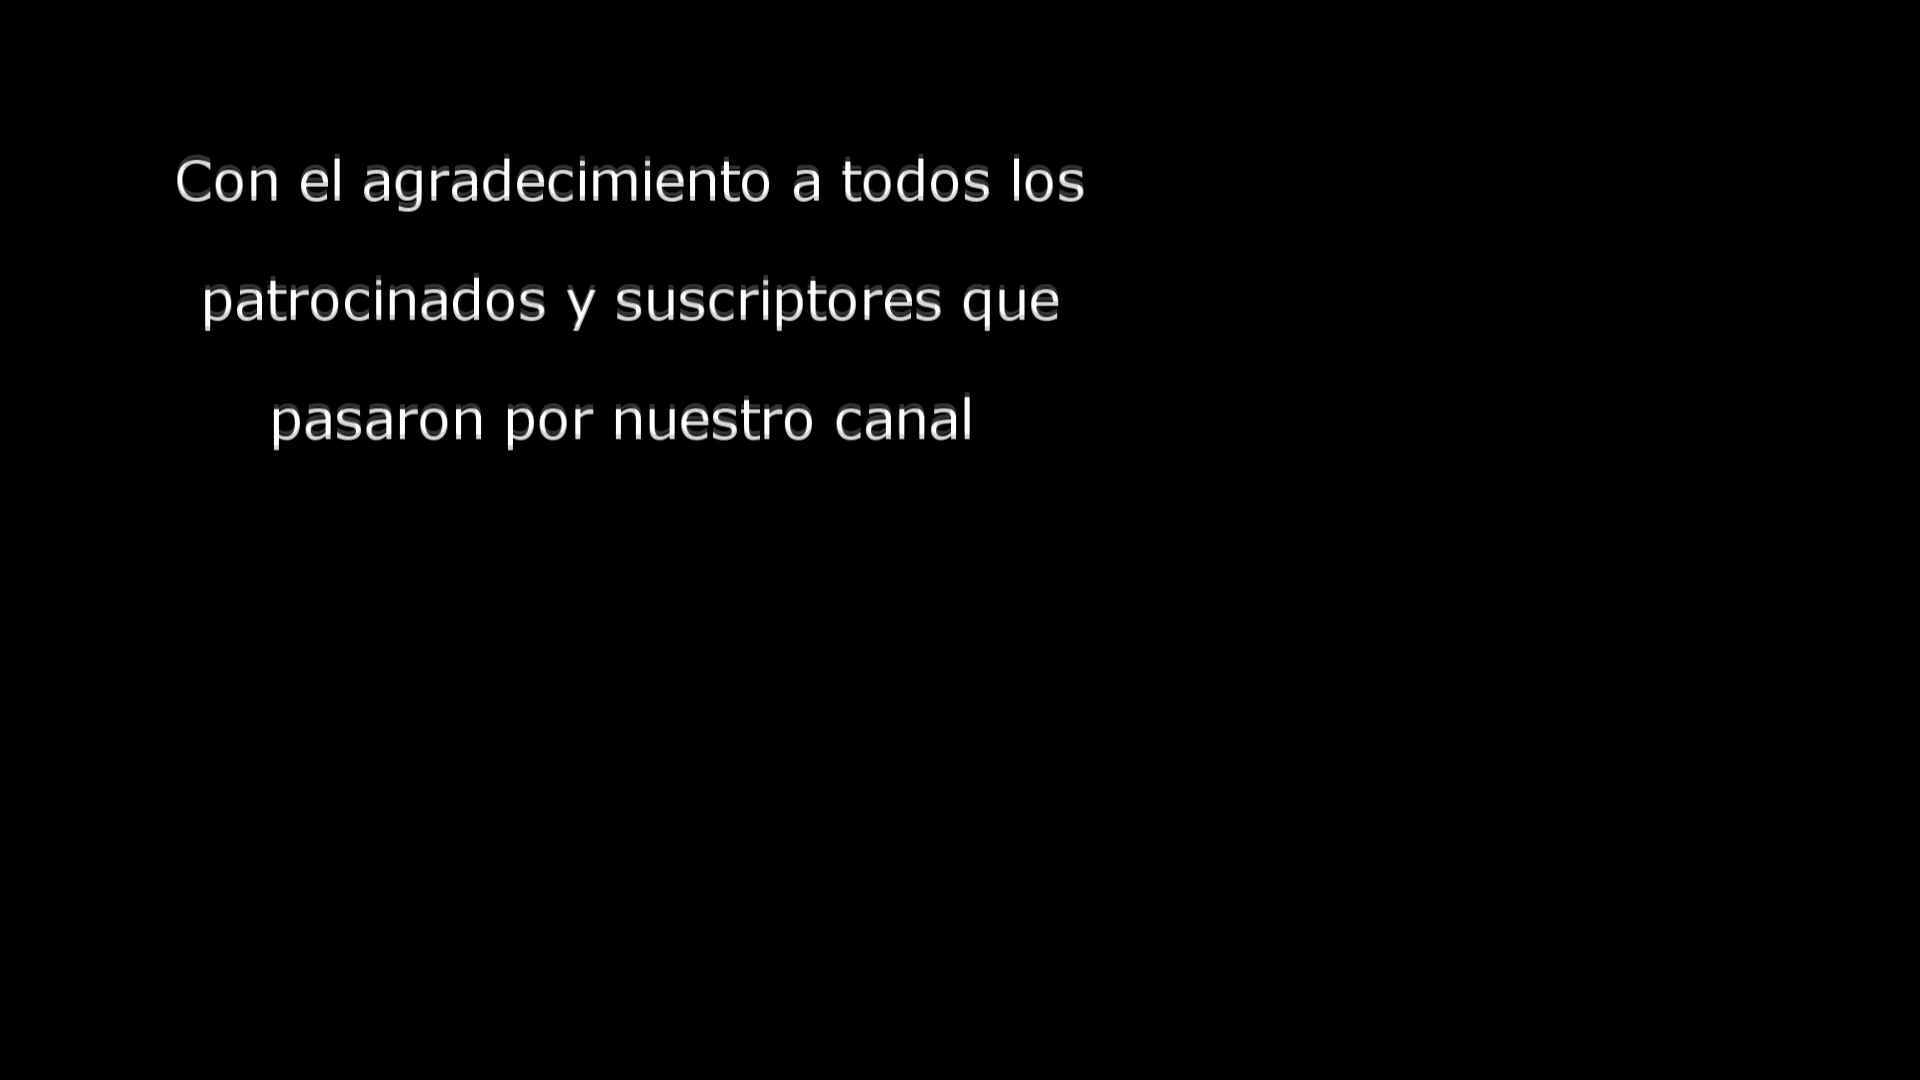 Con el agradecimiento a todos los
patrocinados y suscriptores que
pasaron por nuestro canal